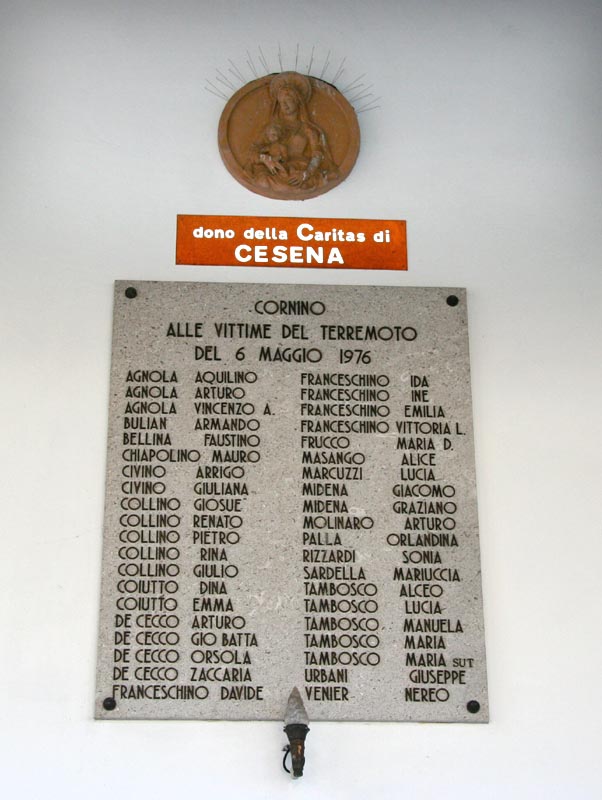 dono della Caritas di
CESENA
CORNINO
ALLE VITTIME DEL TERREMOTO
DEL 6 MAGGIO 1976
AGNOLA AQUILINO
AGNOLA ARTURO
AGNOLA VINCENZO A.
BULIAN ARMANDO
BELLINA FAUSTINO
CHIAPOLINO MAURO
CIVINO ARRIGO
CIVINO GIULIANA
COLLINO GIOSUE
COLLINO RENATO
COLLINO PIETRO
COLLINO RINA
COLLINO GIULIO
COIUTTO DINA
COIUTTO EMMA
DE CECCO ARTURO
DE CECCO GIO BATTA
DE CECCO ORSOLA
DE CECCO ZACCARIA
FRANCESCHINO DAVIDE
FRANCESCHINO IDA
FRANCESCHINO INE
FRANCESCHINO EMILIA
FRANCESCHINO VITTORIA L.
FRUCCO MARIA D.
MASANGO ALICE
MARCUZZI LUCIA
MIDENA GIACOMO
MIDENA GRAZIANO
MOLINARO ARTURO
PALLA ORLANDINA
RIZZARDI SONIA
SARDELLA MARIUCCIA
TAMBOSCO ALCEO
TAMBOSCO LUCIA
TAMBOSCO MANUELA
TAMBOSCO MARIA
TAMBOSCO MARIA SUT
URBANI GIUSEPPE
VENIER NEREO